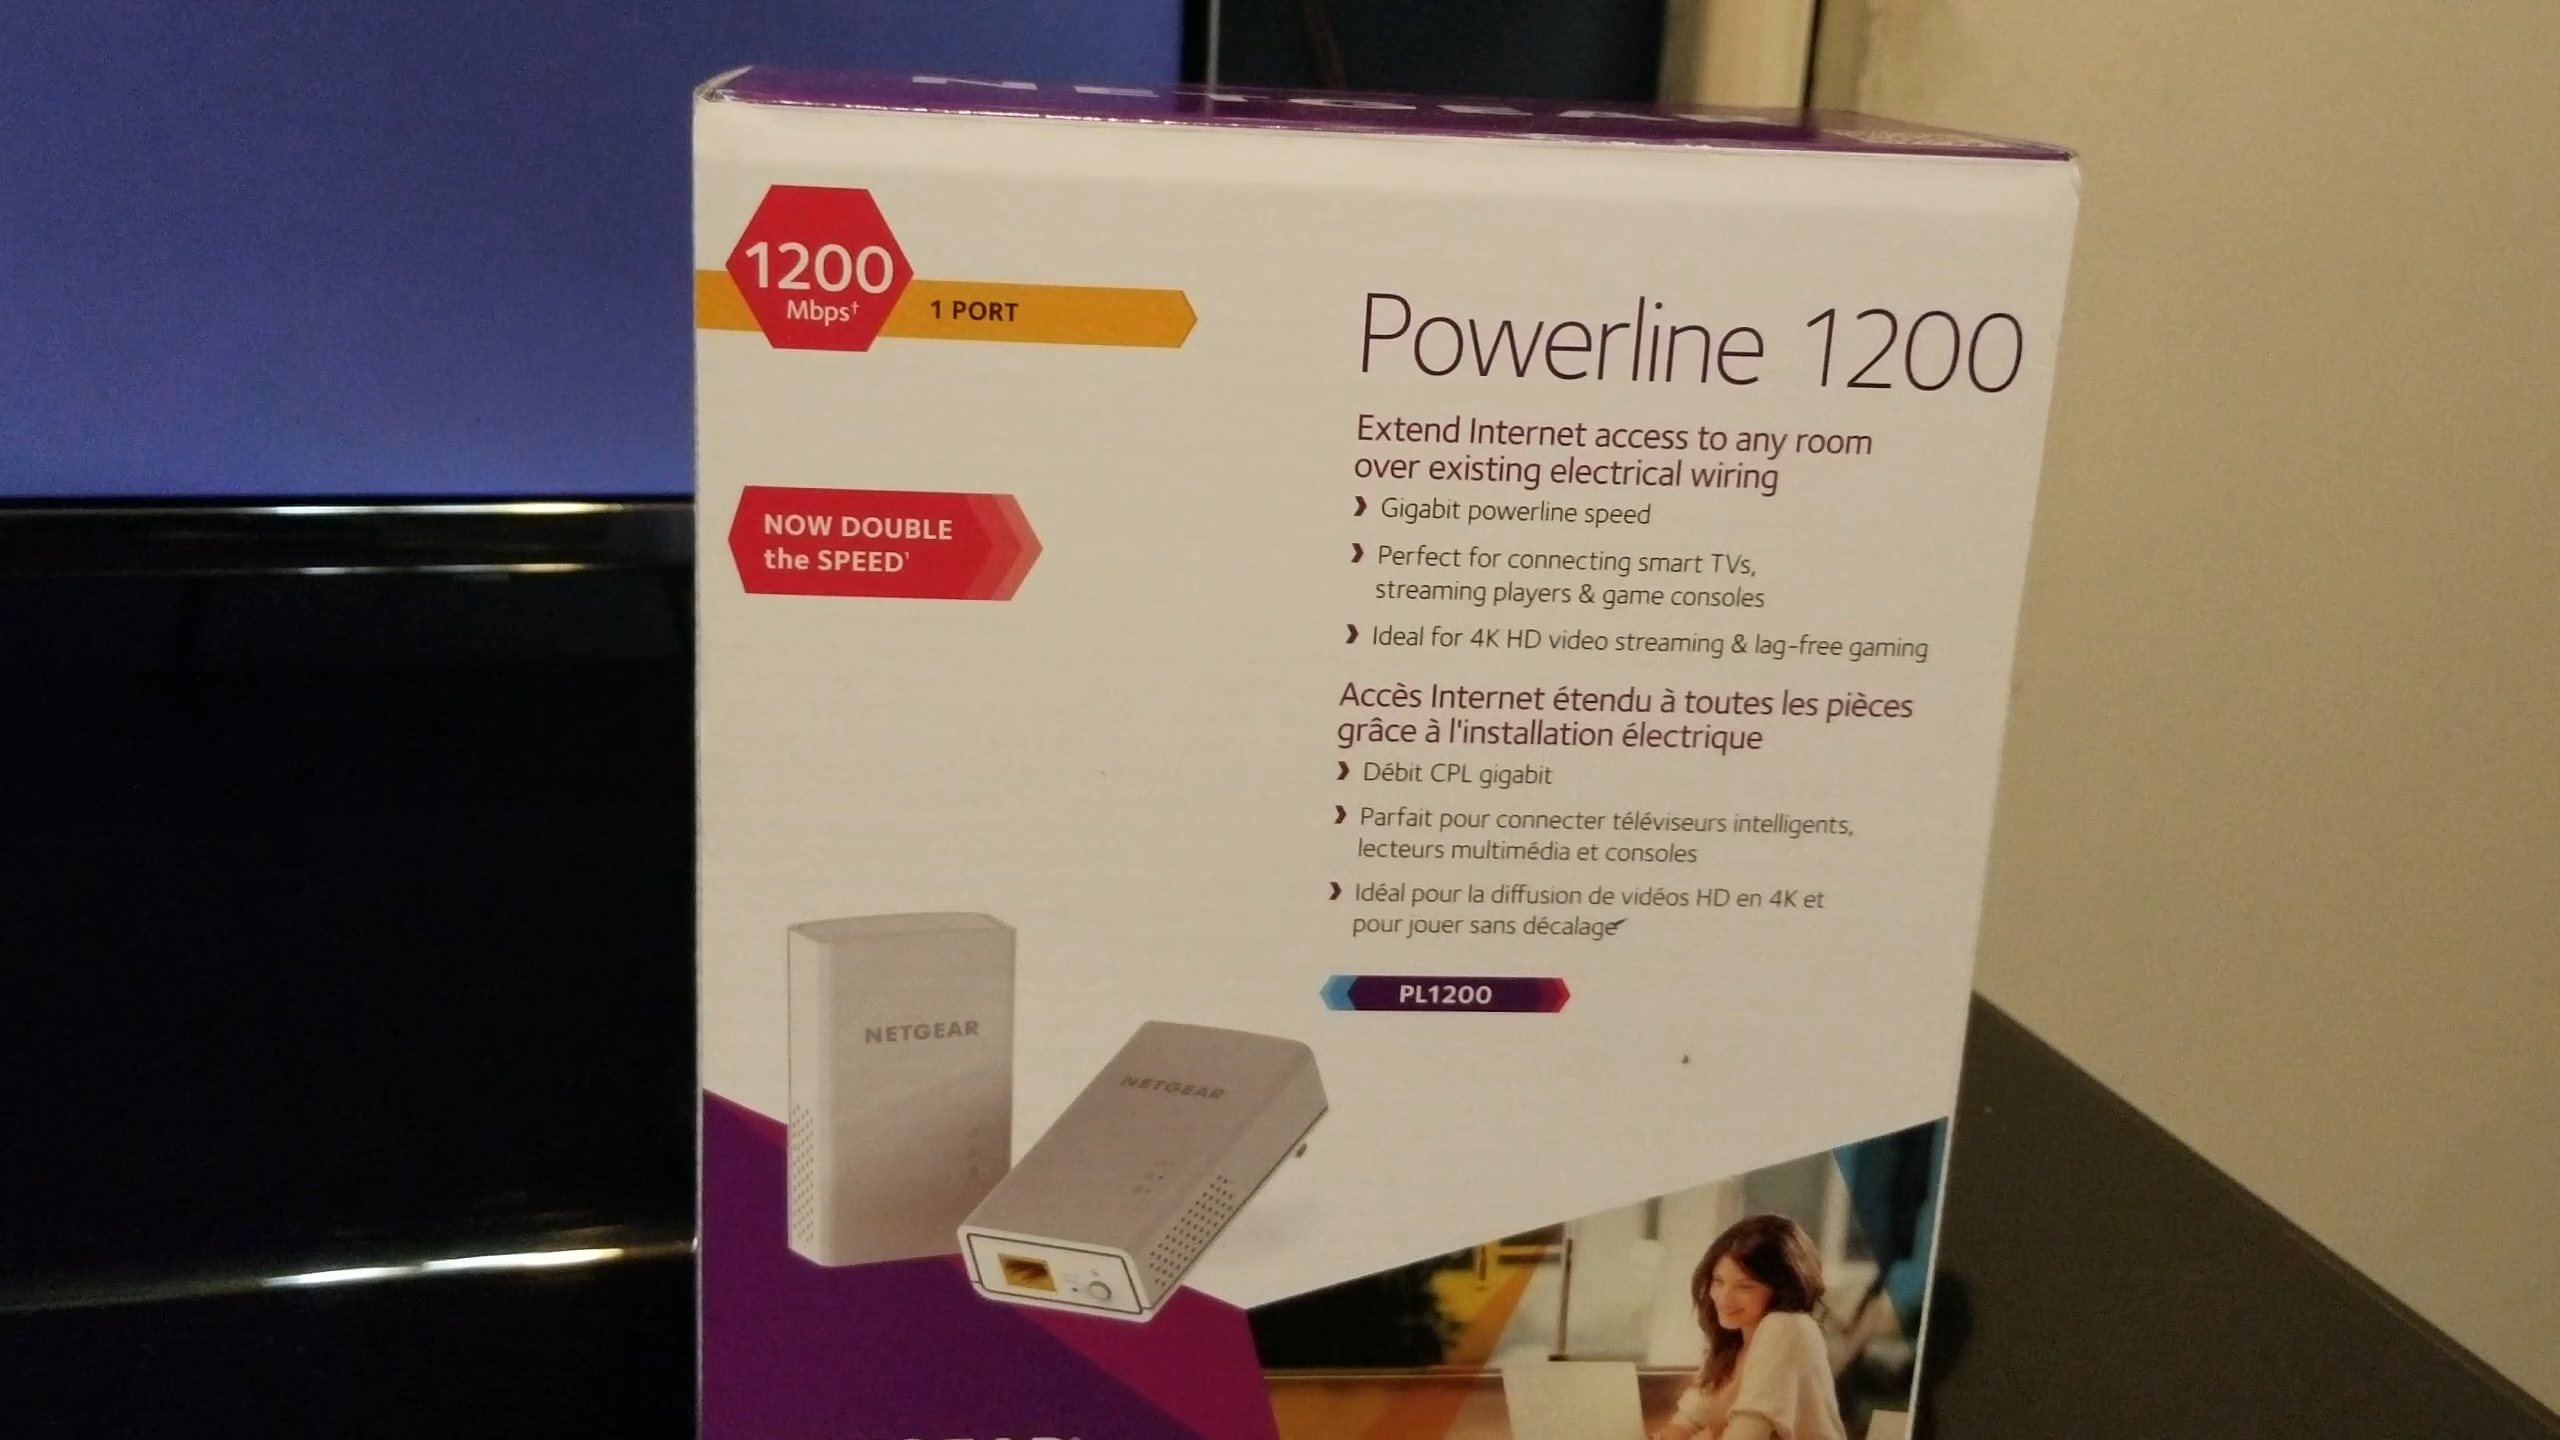 NETGEAR
1200
Mbps†
1 PORT
Powerline 1200
Extend Internet access to any room
over existing electrical wiring
❯ Gigabit powerline speed
❯ Perfect for connecting smart TVs,
streaming players & game consoles
❯ Ideal for 4K HD video streaming & lag-free gaming
NOW DOUBLE
the SPEED¹
Accès Internet étendu à toutes les pièces
grâce à l'installation électrique
❯ Débit CPL gigabit
❯ Parfait pour connecter téléviseurs intelligents,
lecteurs multimédia et consoles
❯ Idéal pour la diffusion de vidéos HD en 4K et
pour jouer sans décalage
PL1200
NETGEAR
NETGEAR